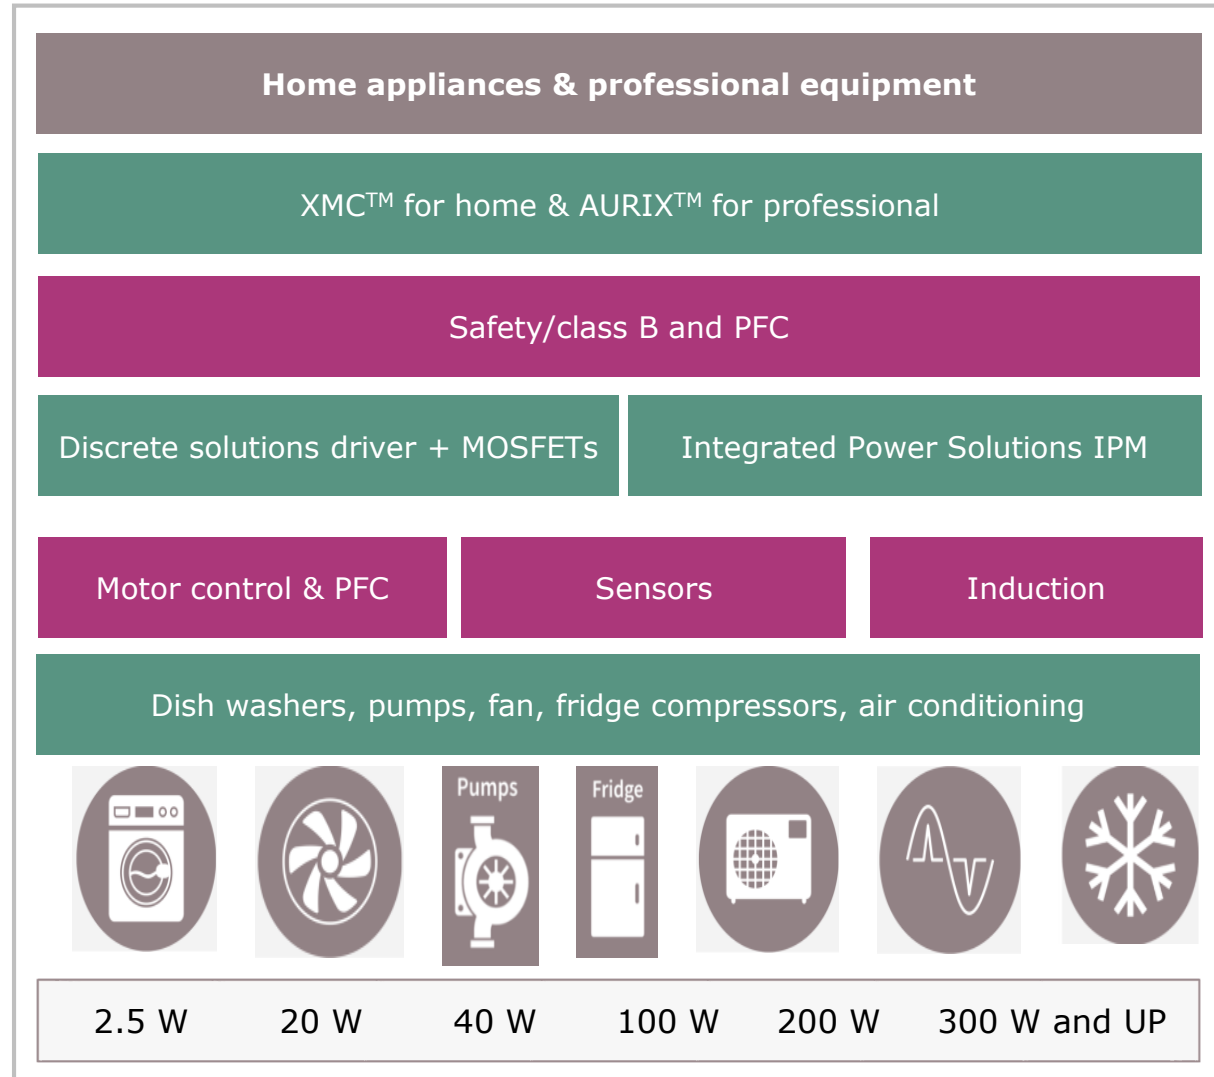 Home appliances & professional equipment
XMC™ for home & AURIX™ for professional
Safety/class B and PFC
Discrete solutions driver + MOSFETs
Integrated Power Solutions IPM
Motor control & PFC
Sensors
Induction
Dish washers, pumps, fan, fridge compressors, air conditioning
Pumps
Fridge
2.5 W
20 W
40 W
100 W
200 W
300 W and UP